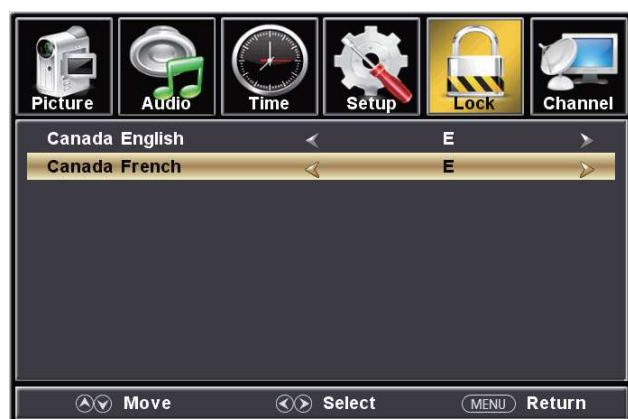 Picture Audio Time Setup Lock Channel
Canada English E
Canada French E
Move Select MENU Return